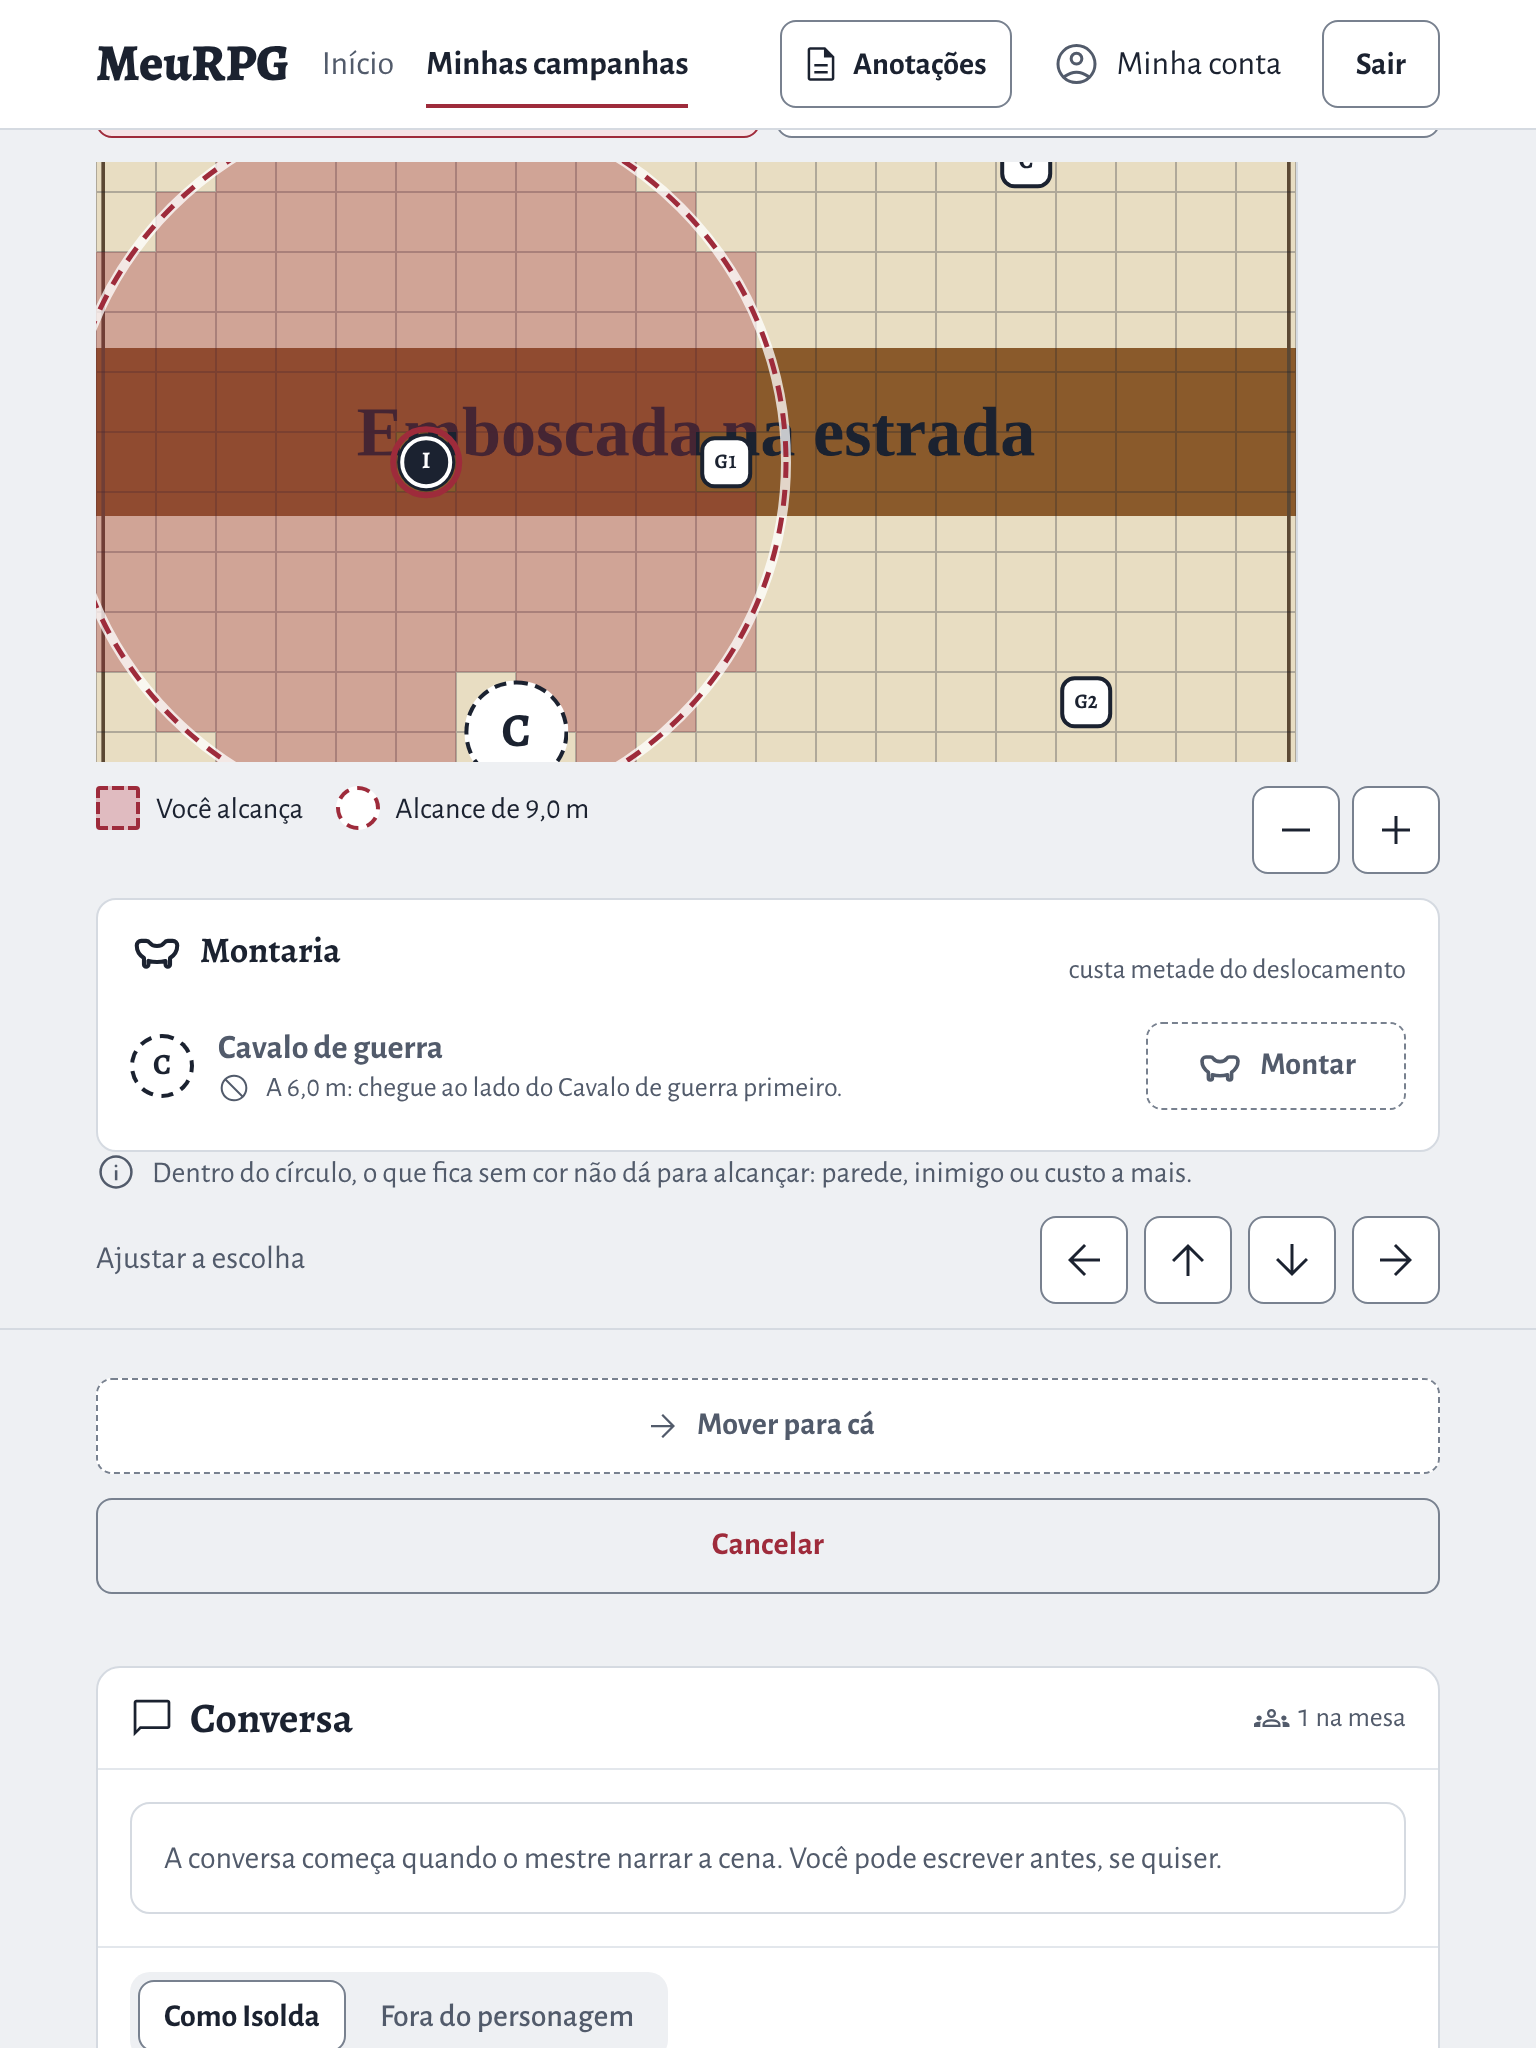 MeuRPG Início Minhas campanhas Anotações Minha conta Sair
Emboscada na estrada
I G1
G2
C
Você alcança Alcance de 9,0 m
Montaria
custa metade do deslocamento
C Cavalo de guerra
A 6,0 m: chegue ao lado do Cavalo de guerra primeiro.
Montar
Dentro do círculo, o que fica sem cor não dá para alcançar: parede, inimigo ou custo a mais.
Ajustar a escolha
Mover para cá
Cancelar
Conversa 1 na mesa
A conversa começa quando o mestre narrar a cena. Você pode escrever antes, se quiser.
Como Isolda Fora do personagem